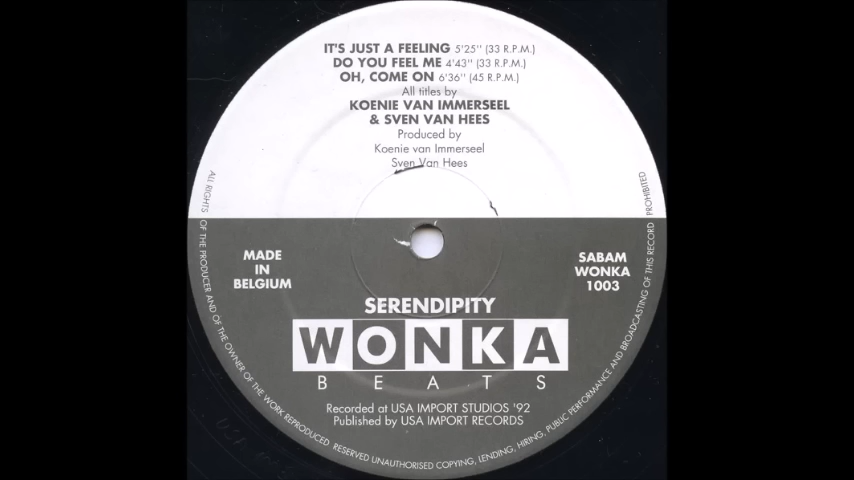 IT'S JUST A FEELING 5'25" (33 R.P.M.)
DO YOU FEEL ME 4'43" (33 R.P.M.)
OH, COME ON 6'36" (45 R.P.M.)
All titles by
KOENIE VAN IMMERSEEL
& SVEN VAN HEES
Produced by
Koenie van Immerseel
Sven Van Hees
MADE
IN
BELGIUM
SABAM
WONKA
1003
SERENDIPITY
WONKA
BEATS
Recorded at USA IMPORT STUDIOS '92
Published by USA IMPORT RECORDS
ALL RIGHTS OF THE PRODUCER AND OF THE OWNER OF THE WORK REPRODUCED RESERVED UNAUTHORISED COPYING, LENDING, HIRING, PUBLIC PERFORMANCE AND BROADCASTING OF THIS RECORD PROHIBITED